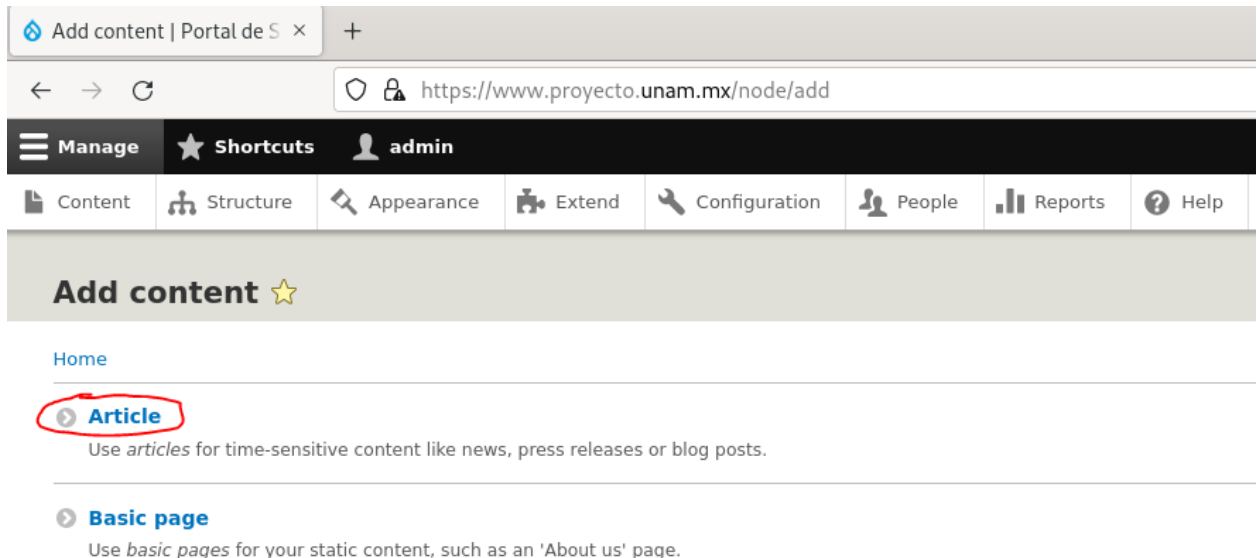 Add content | Portal de S
https://www.proyecto.unam.mx/node/add
Manage Shortcuts admin
Content Structure Appearance Extend Configuration People Reports Help
Add content
Home
Article
Use articles for time-sensitive content like news, press releases or blog posts.
Basic page
Use basic pages for your static content, such as an 'About us' page.